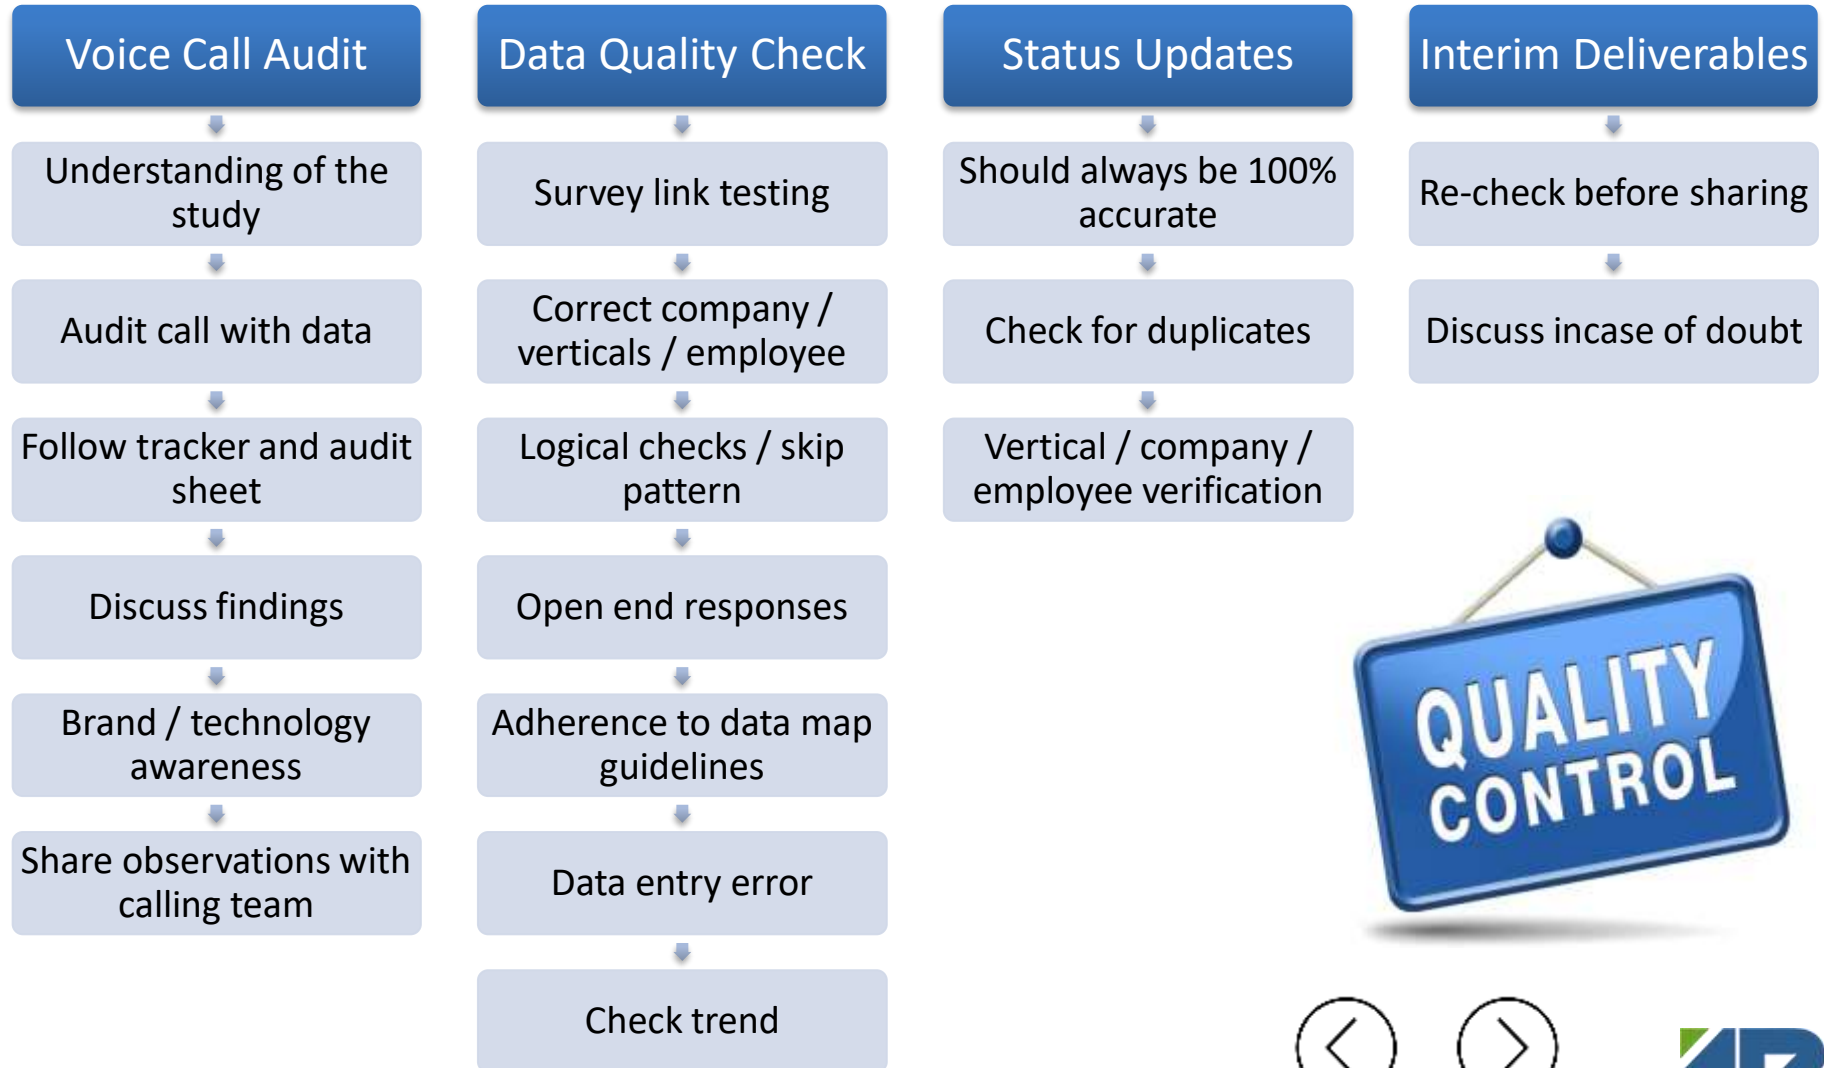 Voice Call Audit
Understanding of the
study
Audit call with data
Follow tracker and audit
sheet
Discuss findings
Brand / technology
awareness
Share observations with
calling team
Data Quality Check
Survey link testing
Correct company /
verticals / employee
Logical checks / skip
pattern
Open end responses
Adherence to data map
guidelines
Data entry error
Check trend
Status Updates
Should always be 100%
accurate
Check for duplicates
Vertical / company /
employee verification
Interim Deliverables
Re-check before sharing
Discuss incase of doubt
QUALITY
CONTROL